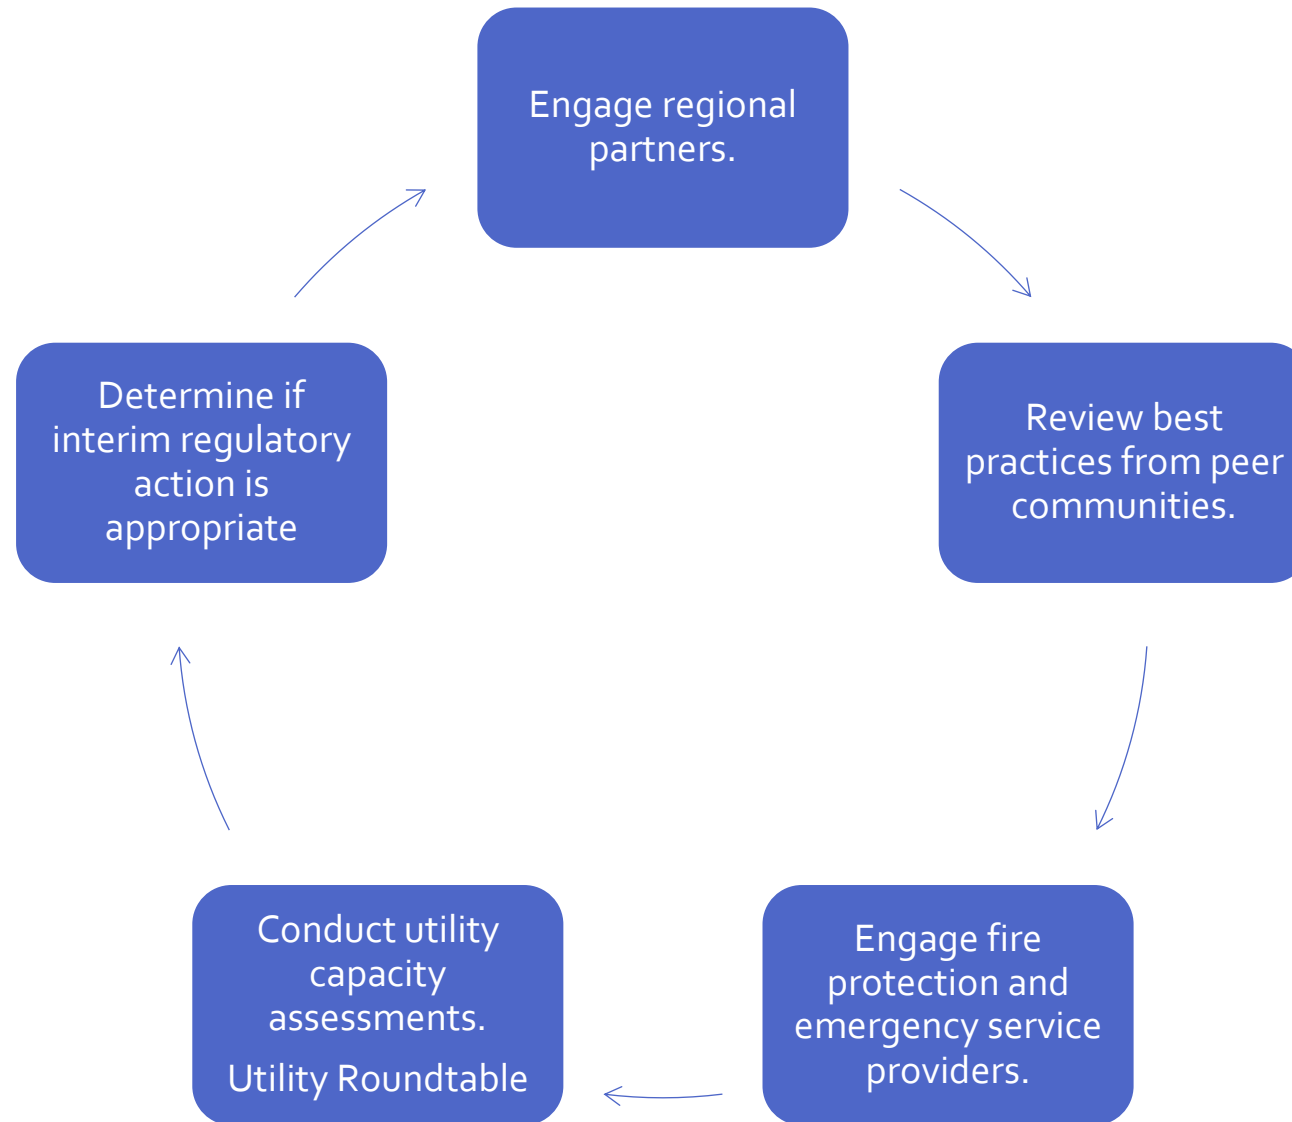 Engage regional
partners.
Review best
practices from peer
communities.
Engage fire
protection and
emergency service
providers.
Conduct utility
capacity
assessments.
Utility Roundtable
Determine if
interim regulatory
action is
appropriate